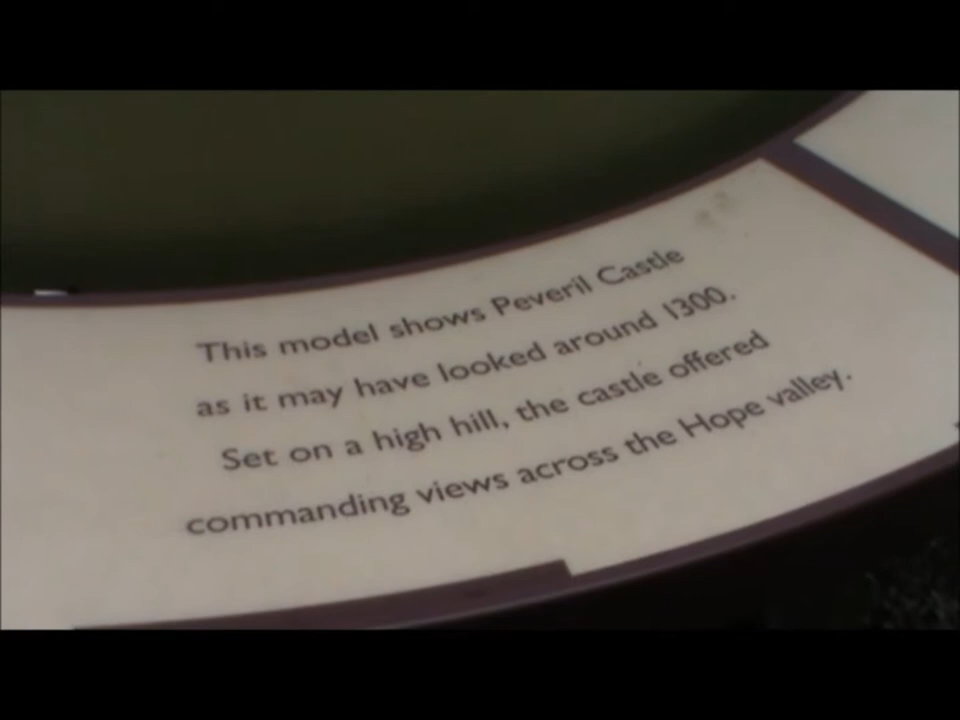 This model shows Peveril Castle
as it may have looked around 1300.
Set on a high hill, the castle offered
commanding views across the Hope valley.